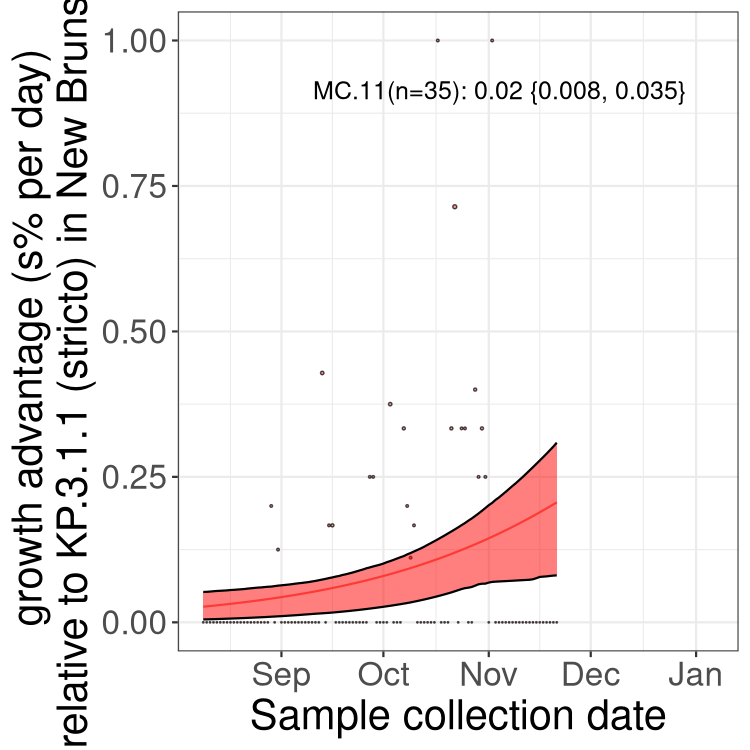 growth advantage (s% per day)
relative to KP.3.1.1 (stricto) in New Bruns
1.00
0.75
0.50
0.25
0.00
MC.11(n=35): 0.02 {0.008, 0.035}
Sep Oct Nov Dec Jan
Sample collection date